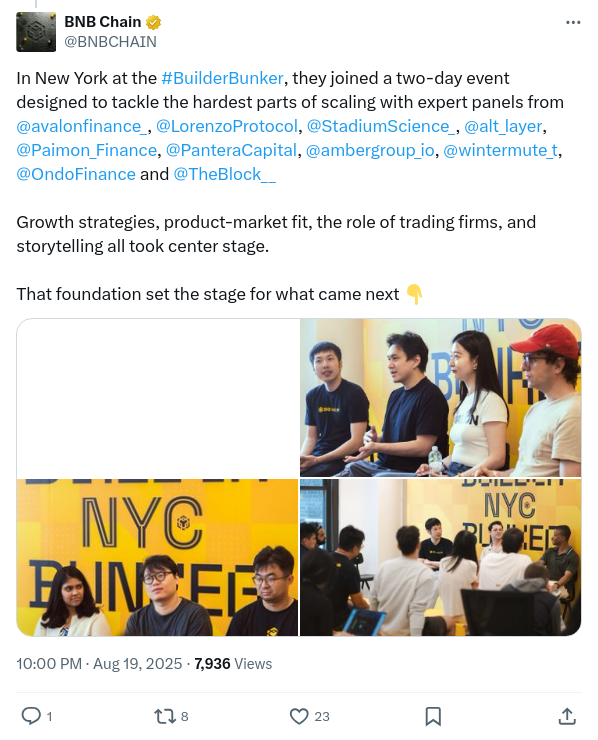 BNB Chain
@BNBCHAIN
In New York at the #BuilderBunker, they joined a two-day event
designed to tackle the hardest parts of scaling with expert panels from
@avalonfinance_, @LorenzoProtocol, @StadiumScience_, @alt_layer,
@Paimon_Finance, @PanteraCapital, @ambergroup_io, @wintermute_t,
@OndoFinance and @TheBlock__
Growth strategies, product-market fit, the role of trading firms, and
storytelling all took center stage.
That foundation set the stage for what came next 👇
NYC
NYC
10:00 PM · Aug 19, 2025 · 7,936 Views
1
8
23